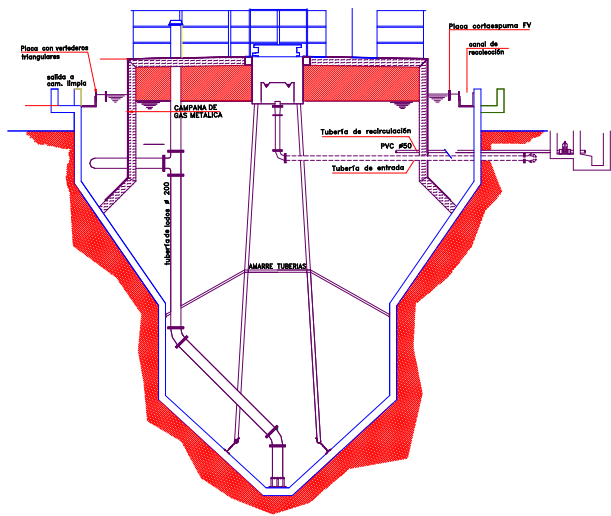 Placa cortaespuma FV
Placa con vertederos
triangulares
canal de
recolección
salida a
cam. limpia
CAMPANA DE
GAS METALICA
Tubería de recirculación
PVC ø50
Tubería de entrada
tubería de lodos ø 200
AMARRE TUBERIAS